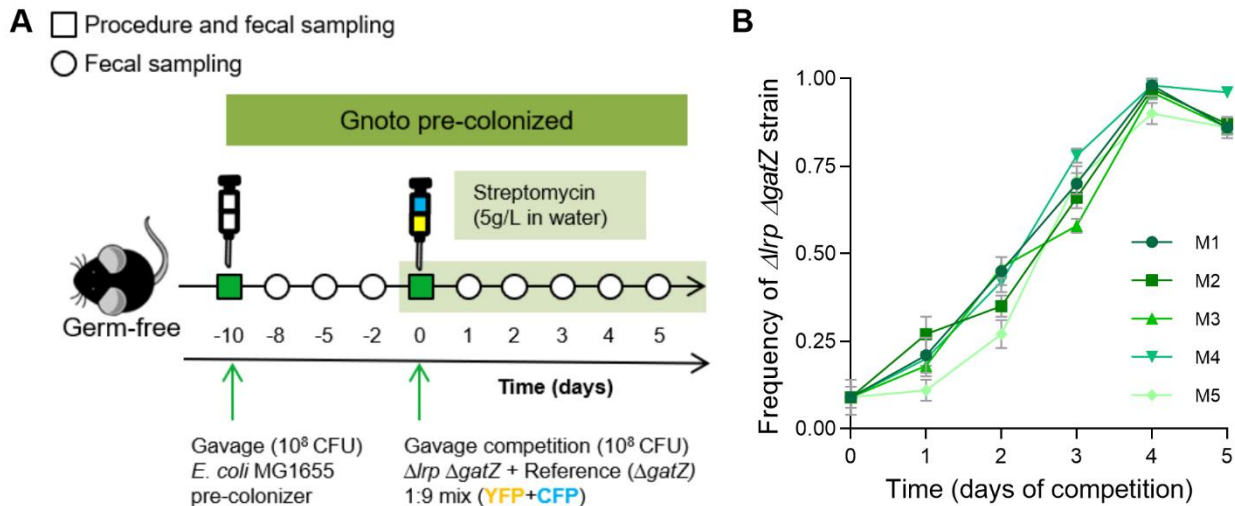 A
Procedure and fecal sampling
Fecal sampling
Gnoto pre-colonized
Streptomycin
(5g/L in water)
Germ-free
-10 -8 -5 -2 0 1 2 3 5
Time (days)
Gavage (10⁸ CFU)
E. coli MG1655
pre-colonizer
Gavage competition (10⁸ CFU)
Δlrp ΔgatZ + Reference (ΔgatZ)
1:9 mix (YFP+CFP)
B
Frequency of Δlrp ΔgatZ strain
1.00
0.75
0.50
0.25
0.00
0 1 2 3 4 5
Time (days of competition)
M1
M2
M3
M4
M5